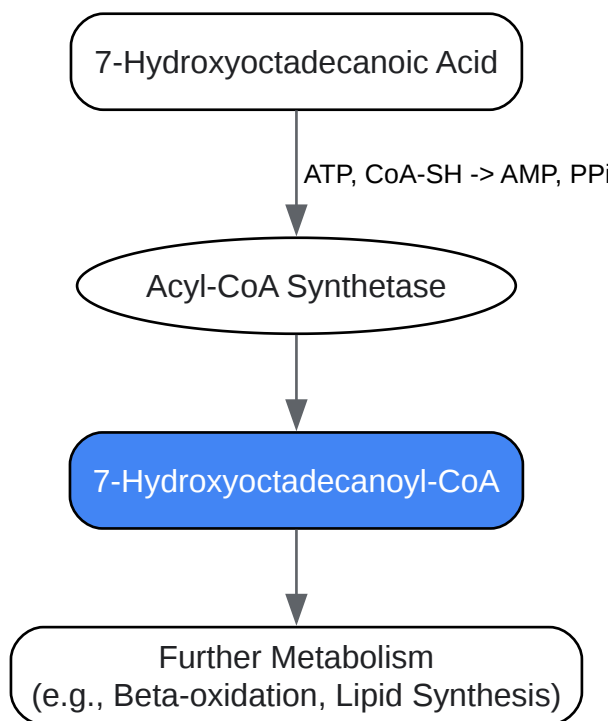 7-Hydroxyoctadecanoic Acid
ATP, CoA-SH -> AMP, PPi
Acyl-CoA Synthetase
7-Hydroxyoctadecanoyl-CoA
Further Metabolism
(e.g., Beta-oxidation, Lipid Synthesis)